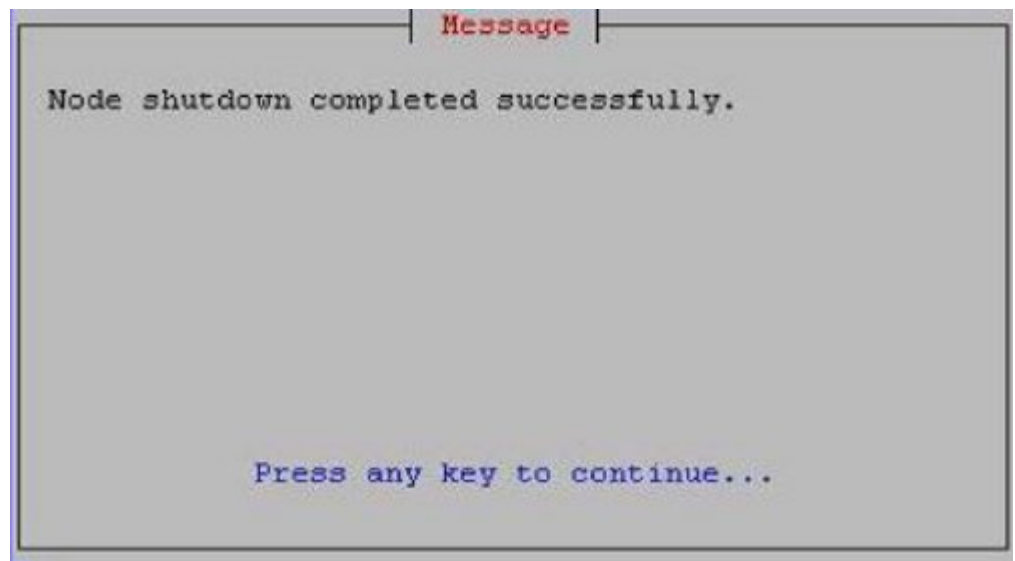 Message
Node shutdown completed successfully.
Press any key to continue...